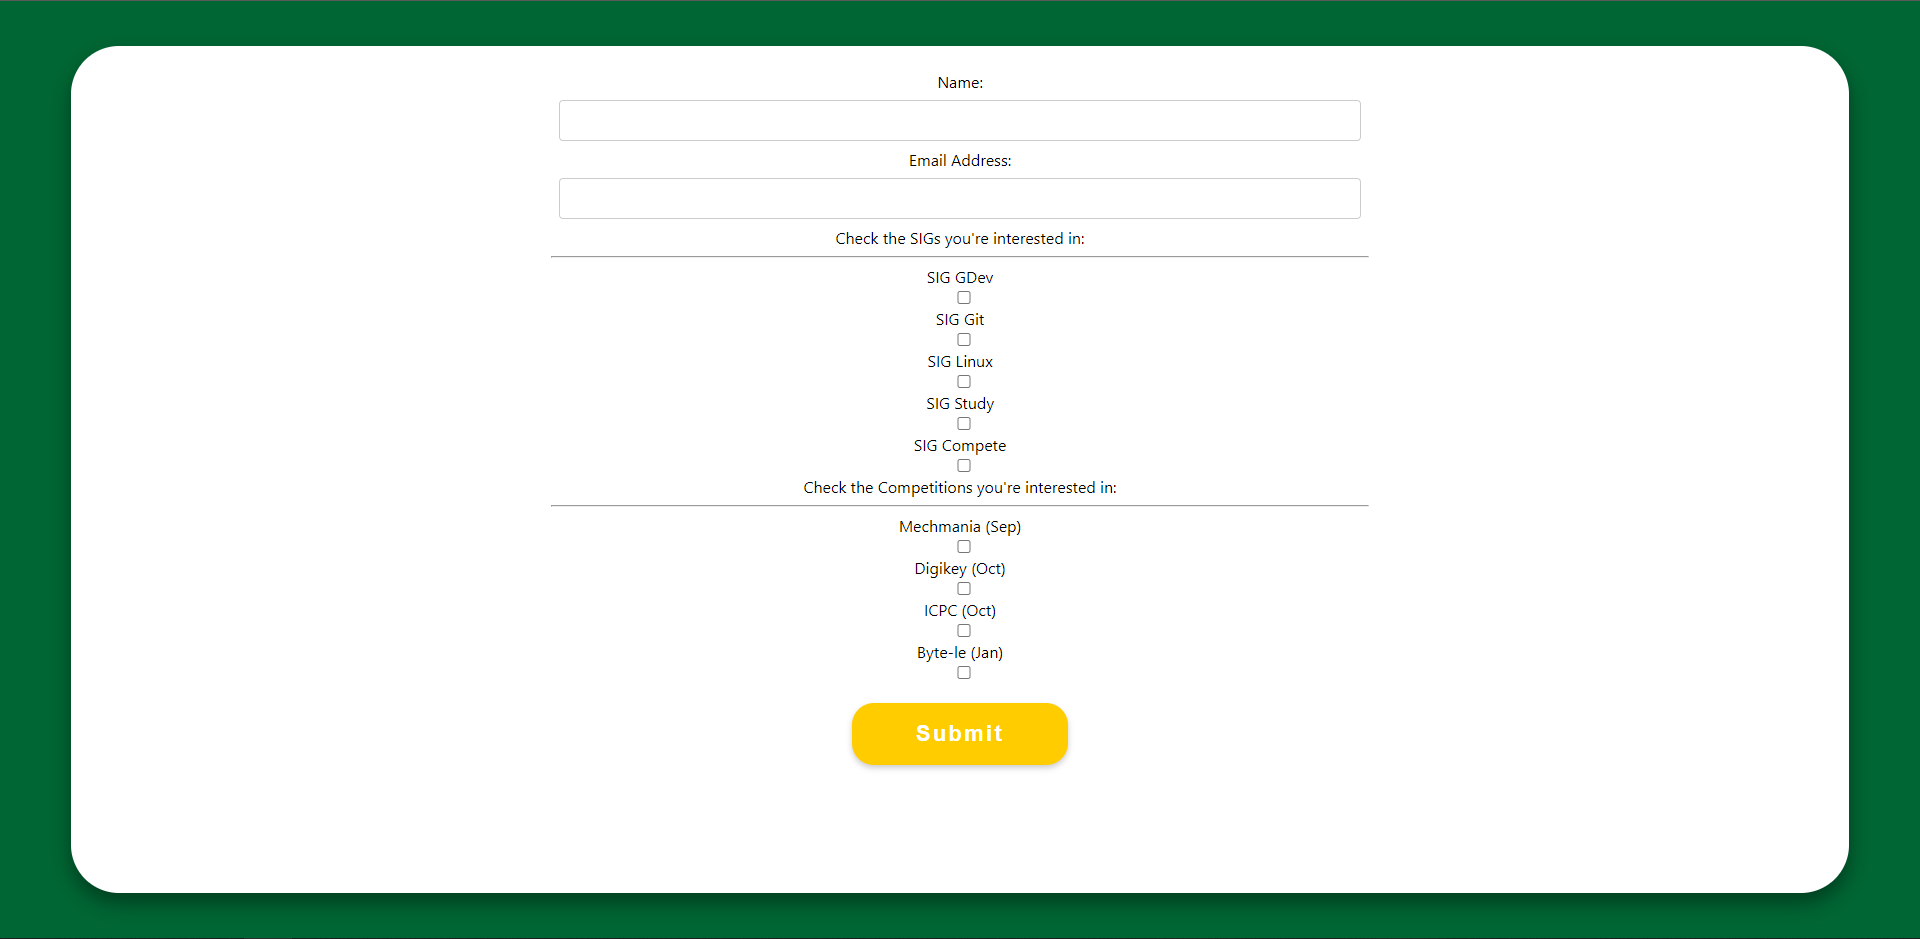 Name:
Email Address:
Check the SIGs you're interested in:
SIG GDev
SIG Git
SIG Linux
SIG Study
SIG Compete
Check the Competitions you're interested in:
Mechmania (Sep)
Digikey (Oct)
ICPC (Oct)
Byte-le (Jan)
Submit